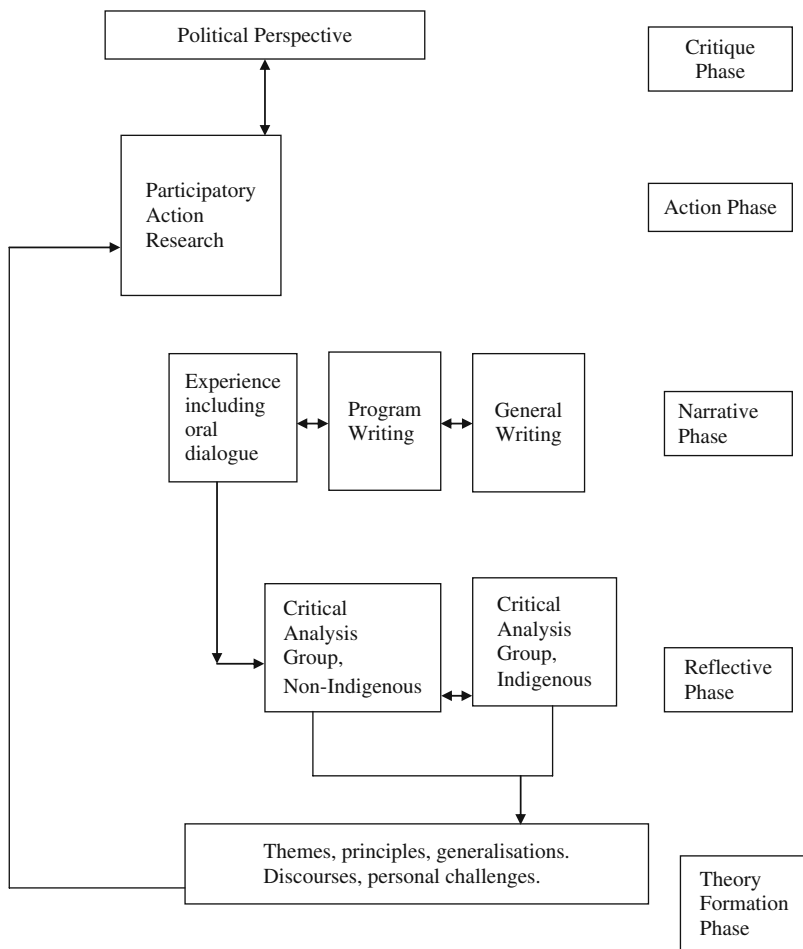 Political Perspective
Critique
Phase
Participatory
Action
Research
Action Phase
Experience
including
oral
dialogue
Program
Writing
General
Writing
Narrative
Phase
Critical
Analysis
Group,
Non-Indigenous
Critical
Analysis
Group,
Indigenous
Reflective
Phase
Themes, principles, generalisations.
Discourses, personal challenges.
Theory
Formation
Phase